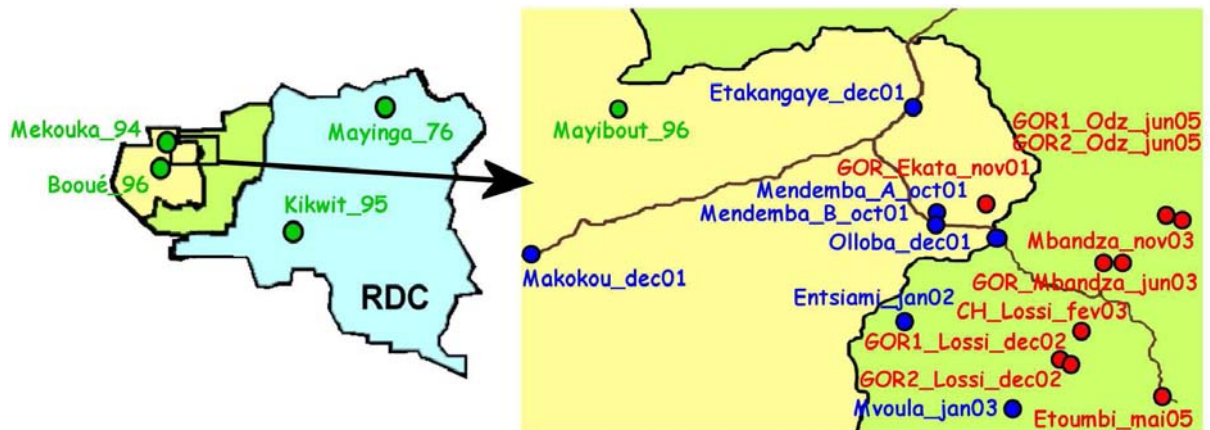 Mekouka_94
Mayinga_76
Booué_96
Kikwit_95
RDC
Etakangaye_dec01
Mayibout_96
GOR1_Odz_jun05
GOR2_Odz_jun05
GOR_Ekata_nov01
Mendemba_A_oct01
Mendemba_B_oct01
Olloba_dec01
Mbandza_nov03
Makokou_dec01
GOR_Mbandza_jun03
Entsiami_jan02
CH_Lossi_fev03
GOR1_Lossi_dec02
GOR2_Lossi_dec02
Mvoula_jan03
Etoumbi_mai05